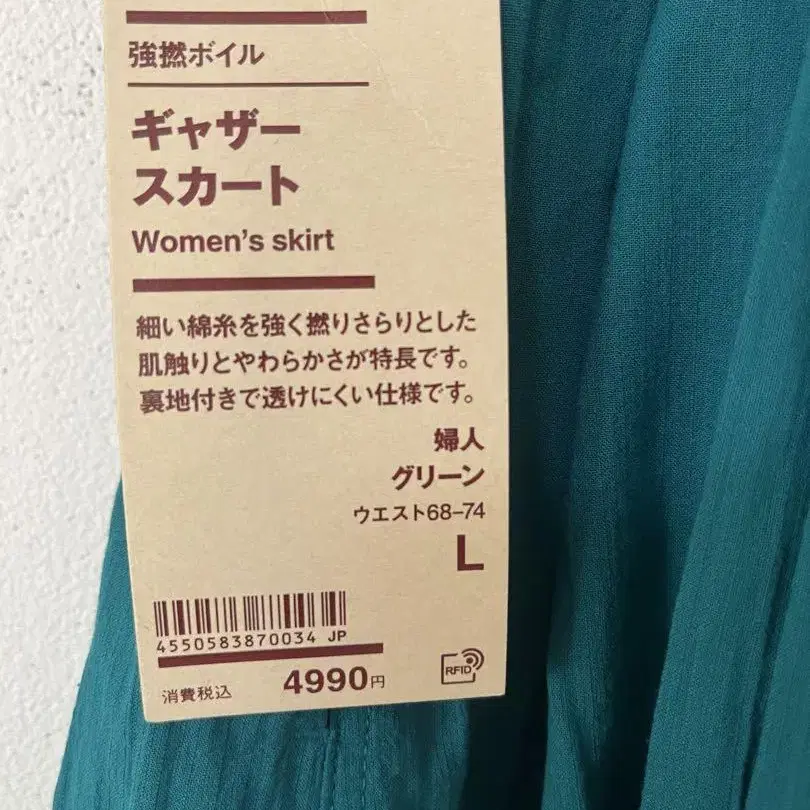 強撚ボイル
ギャザー
スカート
Women's skirt
細い綿糸を強く撚りさらりとした
肌触りとやわらかさが特長です。
裏地付きで透けにくい仕様です。
婦人
グリーン
ウエスト68-74
L
4550583870034 JP
消費税込 4990円
RFID